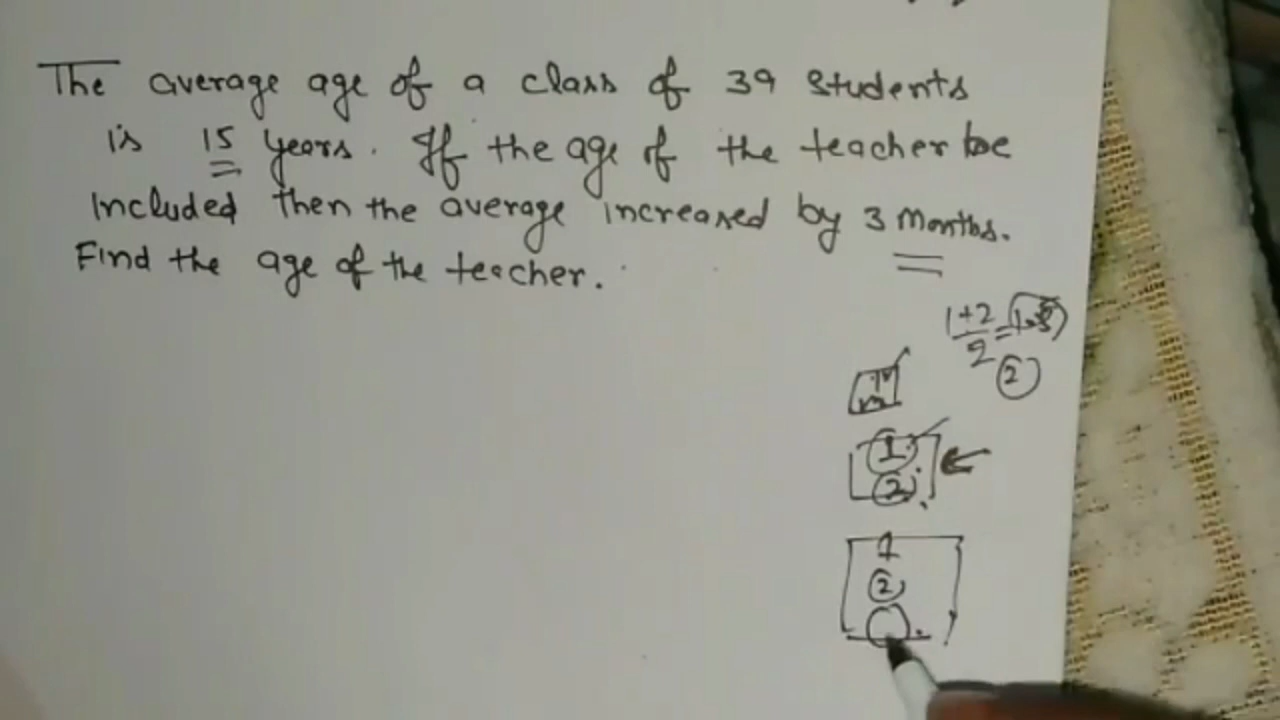 The average age of a class of 39 students
is 15 years. If the age of the teacher be
included then the average increased by 3 months.
Find the age of the teacher.
1+2
2
=
2
1
2
1
2